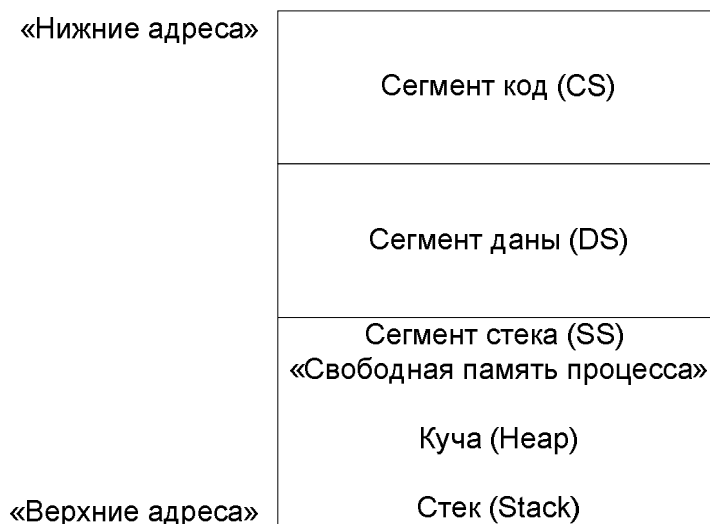 «Нижние адреса»
Сегмент код (CS)
Сегмент даны (DS)
Сегмент стека (SS)
«Свободная память процесса»
Куча (Heap)
«Верхние адреса»
Стек (Stack)